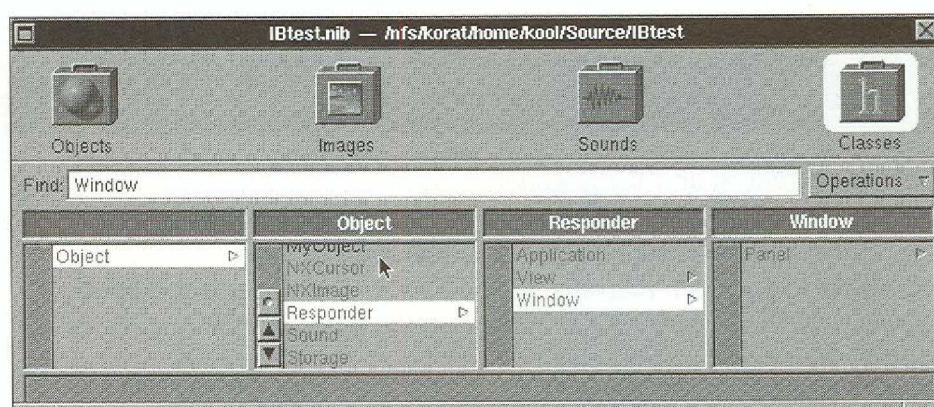 IBtest.nib — /nfs/korat/home/kool/Source/IBtest
Objects
Images
Sounds
Classes
Find: Window
Operations
Object
Responder
Window
Object
MyObject
NXCursor
NXImage
Responder
Sound
Storage
Application
View
Window
Panel